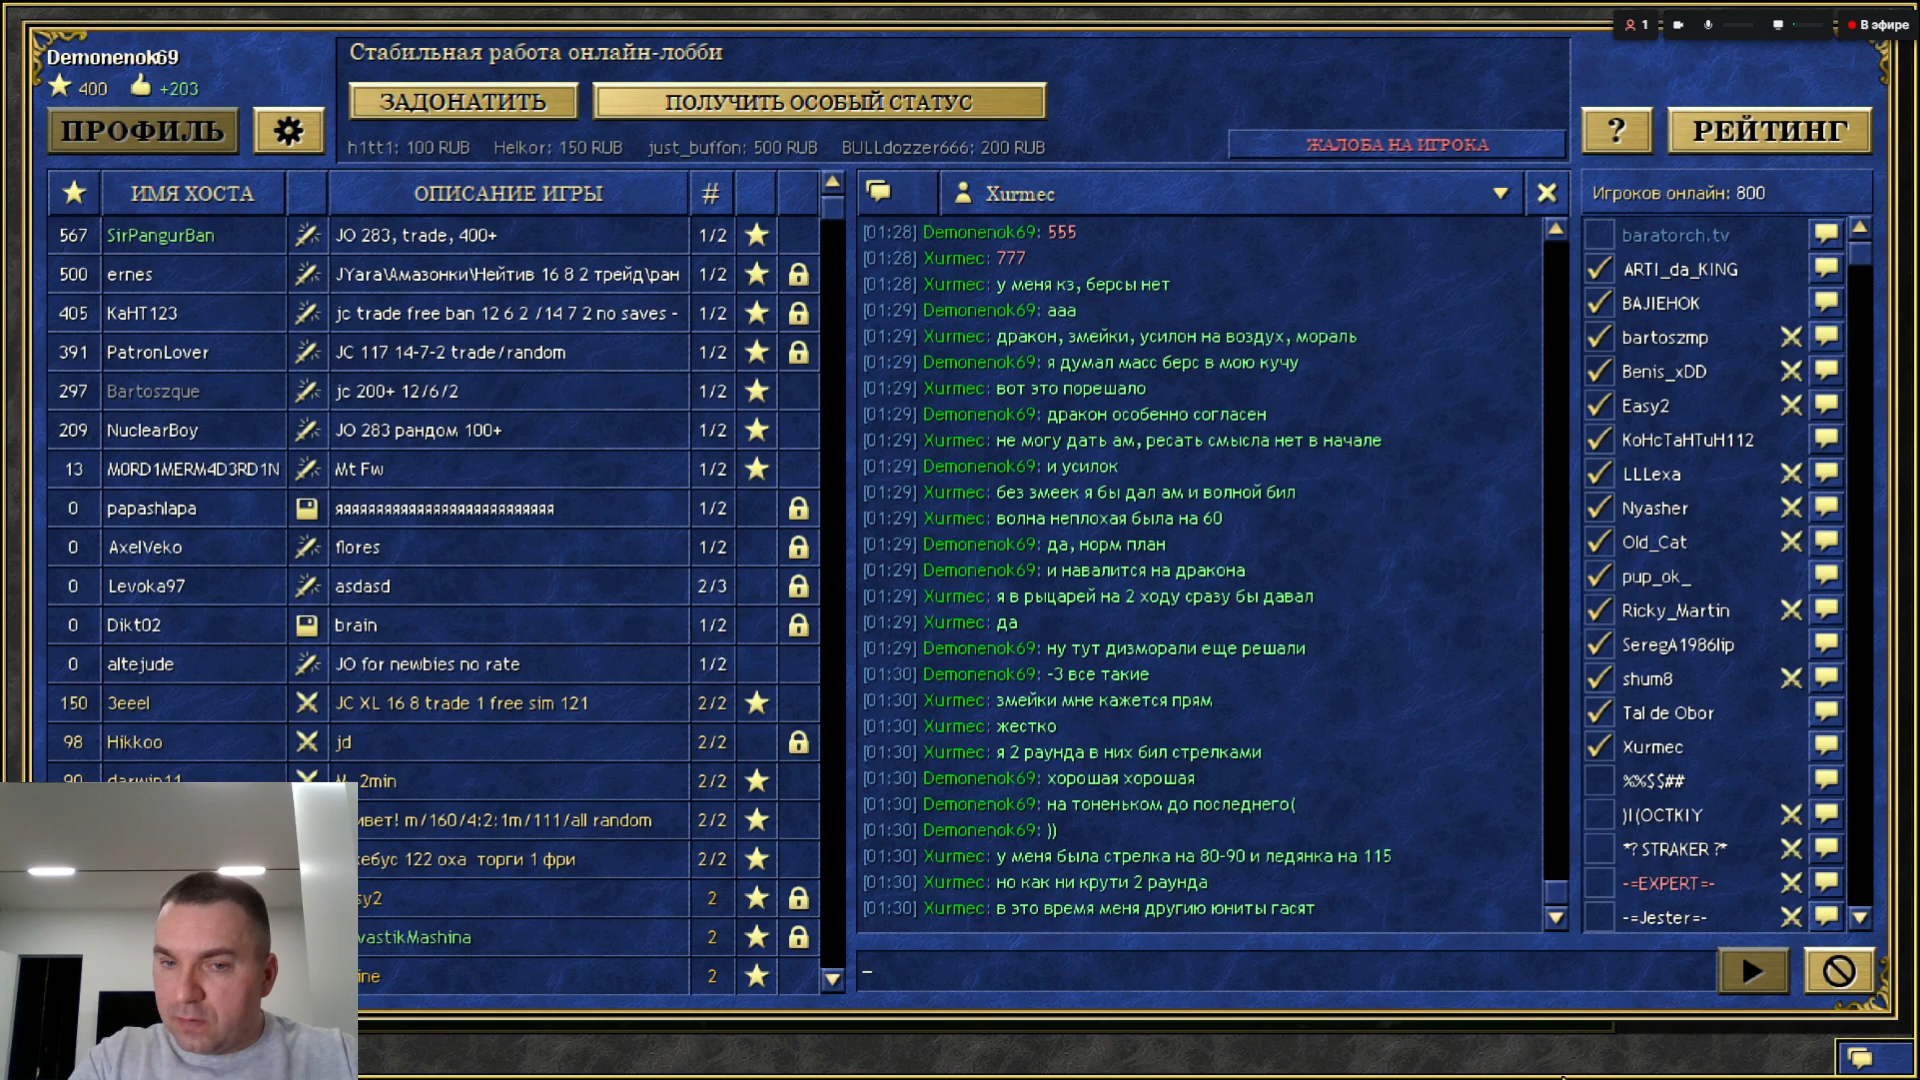 Demonenok69
400 +203
ПРОФИЛЬ
Стабильная работа онлайн-лобби
ЗАДОНАТИТЬ
ПОЛУЧИТЬ ОСОБЫЙ СТАТУС
h1tt1: 100 RUB Helkor: 150 RUB just_buffon: 500 RUB BULLdozzer666: 200 RUB
ЖАЛОБА НА ИГРОКА
1
В эфире
?
РЕЙТИНГ
ИМЯ ХОСТА ОПИСАНИЕ ИГРЫ #
567 SirPangurBan JO 283, trade, 400+ 1/2
500 ernes JYara\Амазонки\Нейтив 16 8 2 трейд\ран 1/2
405 KaHT123 jc trade free ban 12 6 2 /14 7 2 no saves - 1/2
391 PatronLover JC 117 14-7-2 trade/random 1/2
297 Bartoszque jc 200+ 12/6/2 1/2
209 NuclearBoy JO 283 рандом 100+ 1/2
13 M0RD1MERM4D3RD1N Mt Fw 1/2
0 papashlapa яяяяяяяяяяяяяяяяяяяяяяяяяяя 1/2
0 AxelVeko flores 1/2
0 Levoka97 asdasd 2/3
0 Dikt02 brain 1/2
0 altejude JO for newbies no rate 1/2
150 3eeel JC XL 16 8 trade 1 free sim 121 2/2
98 Hikkoo jd 2/2
90 darwin11 2min 2/2
ивет! m/160/4:2:1m/111/all random 2/2
кебус 122 оха торги 1 фри 2/2
sy2 2
vastikMashina 2
ine 2
Xurmec
[01:28] Demonenok69: 555
[01:28] Xurmec: 777
[01:28] Xurmec: у меня кз, берсы нет
[01:29] Demonenok69: ааа
[01:29] Xurmec: дракон, змейки, усилон на воздух, мораль
[01:29] Demonenok69: я думал масс берс в мою кучу
[01:29] Xurmec: вот это порешало
[01:29] Demonenok69: дракон особенно согласен
[01:29] Xurmec: не могу дать ам, ресать смысла нет в начале
[01:29] Demonenok69: и усилок
[01:29] Xurmec: без змеек я бы дал ам и волной бил
[01:29] Xurmec: волна неплохая была на 60
[01:29] Demonenok69: да, норм план
[01:29] Demonenok69: и навалится на дракона
[01:29] Xurmec: я в рыцарей на 2 ходу сразу бы давал
[01:29] Xurmec: да
[01:29] Demonenok69: ну тут дизморали еще решали
[01:30] Demonenok69: -3 все такие
[01:30] Xurmec: змейки мне кажется прям
[01:30] Xurmec: жестко
[01:30] Xurmec: я 2 раунда в них бил стрелками
[01:30] Demonenok69: хорошая хорошая
[01:30] Demonenok69: на тоненьком до последнего(
[01:30] Demonenok69: ))
[01:30] Xurmec: у меня была стрелка на 80-90 и ледянка на 115
[01:30] Xurmec: но как ни крути 2 раунда
[01:30] Xurmec: в это время меня другию юниты гасят
Игроков онлайн: 800
baratorch.tv
ARTI_da_KING
BAJIEHOK
bartoszmp
Benis_xDD
Easy2
KoHcTaHTuH112
LLLexa
Nyasher
Old_Cat
pup_ok_
Ricky_Martin
SeregA1986lip
shum8
Tal de Obor
Xurmec
%%$$##
)I(OCTKIY
*? STRAKER ?*
-=EXPERT=-
-=Jester=-